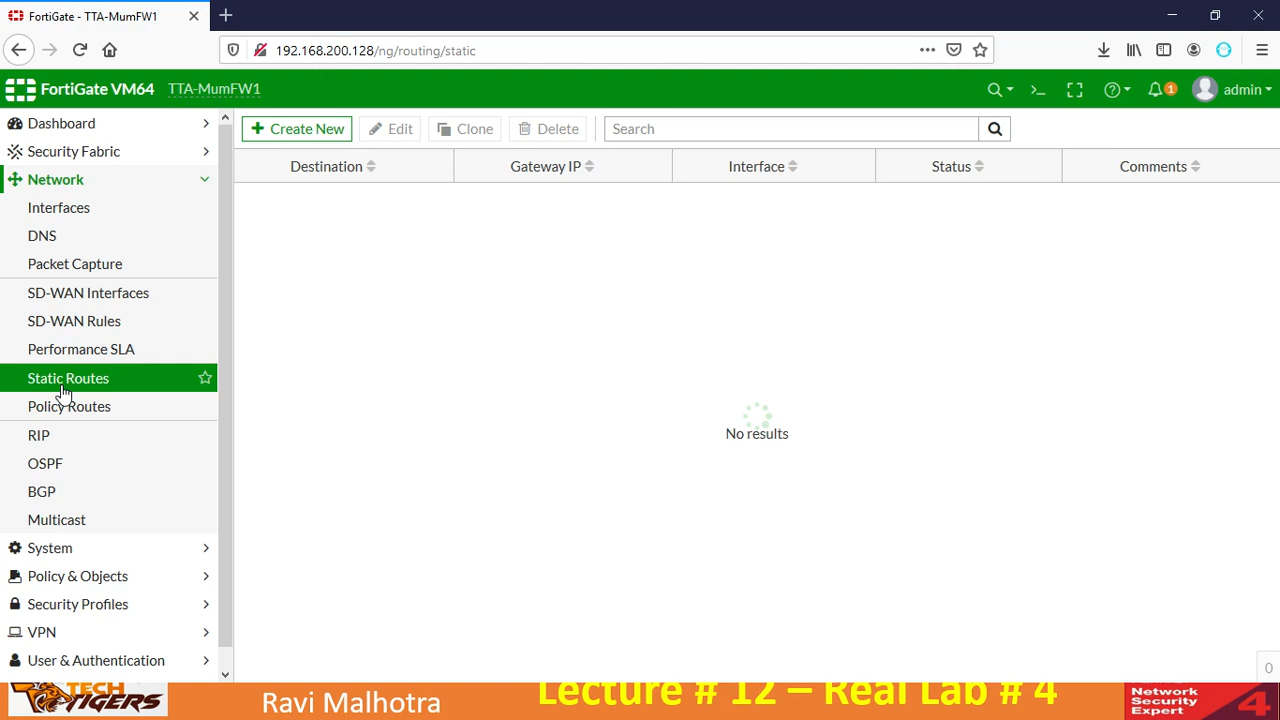 FortiGate - TTA-MumFW1
192.168.200.128/ng/routing/static
FortiGate VM64 TTA-MumFW1
1
admin
Dashboard
Security Fabric
Network
Interfaces
DNS
Packet Capture
SD-WAN Interfaces
SD-WAN Rules
Performance SLA
Static Routes
Policy Routes
RIP
OSPF
BGP
Multicast
System
Policy & Objects
Security Profiles
VPN
User & Authentication
Create New Edit Clone Delete Search
Destination Gateway IP Interface Status Comments
No results
0
TECH
TIGERS
Ravi Malhotra
Lecture # 12 – Real Lab # 4
Network
Security
Expert
4